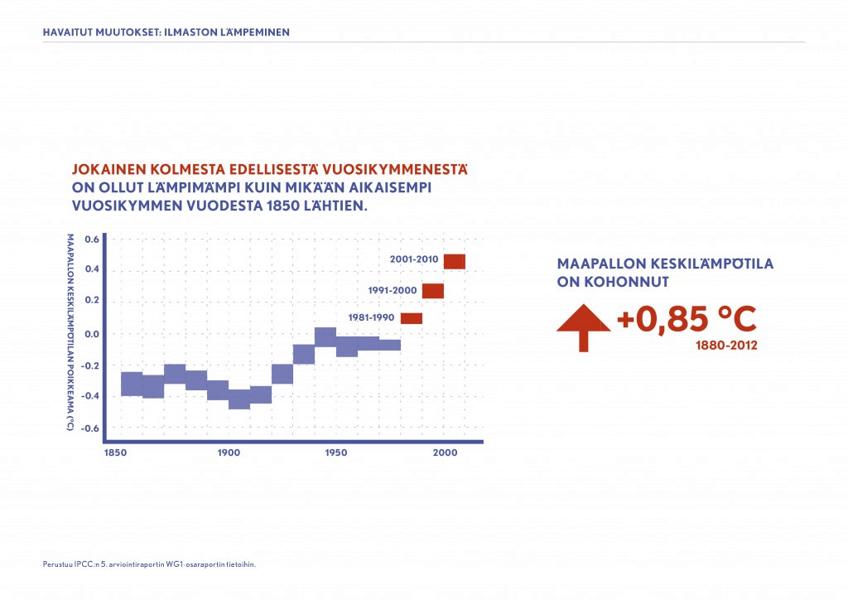 HAVAITUT MUUTOKSET: ILMASTON LÄMPEMINEN
JOKAINEN KOLMESTA EDELLISESTÄ VUOSIKYMMENESTÄ
ON OLLUT LÄMPIMÄMPI KUIN MIKÄÄN AIKAISEMPI
VUOSIKYMMEN VUODESTA 1850 LÄHTIEN.
MAAPALLON KESKILÄMPÖTILAN POIKKEAMA (°C)
0.6
0.4
0.2
0.0
-0.2
-0.4
-0.6
2001-2010
1991-2000
1981-1990
1850
1900
1950
2000
MAAPALLON KESKILÄMPÖTILA
ON KOHONNUT
+0,85 °C
1880-2012
Perustuu IPCC:n 5. arviointiraportin WG1-osaraportin tietoihin.